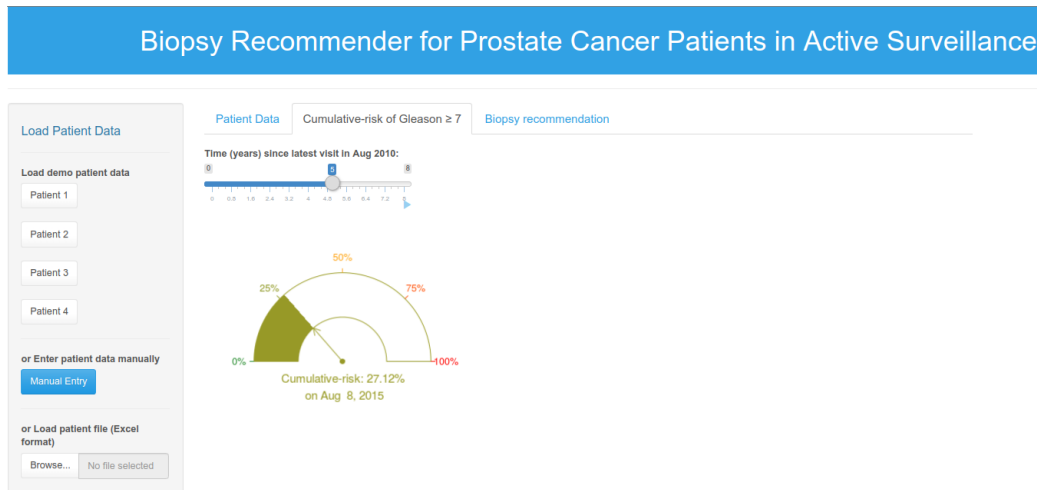 Biopsy Recommender for Prostate Cancer Patients in Active Surveillance
Load Patient Data
Load demo patient data
Patient 1
Patient 2
Patient 3
Patient 4
or Enter patient data manually
Manual Entry
or Load patient file (Excel
format)
Browse... No file selected
Patient Data Cumulative-risk of Gleason ≥ 7 Biopsy recommendation
Time (years) since latest visit in Aug 2010:
0 5 8
0 0.8 1.6 2.4 3.2 4 4.8 5.6 6.4 7.2 8
50%
25% 75%
0% 100%
Cumulative-risk: 27.12%
on Aug 8, 2015